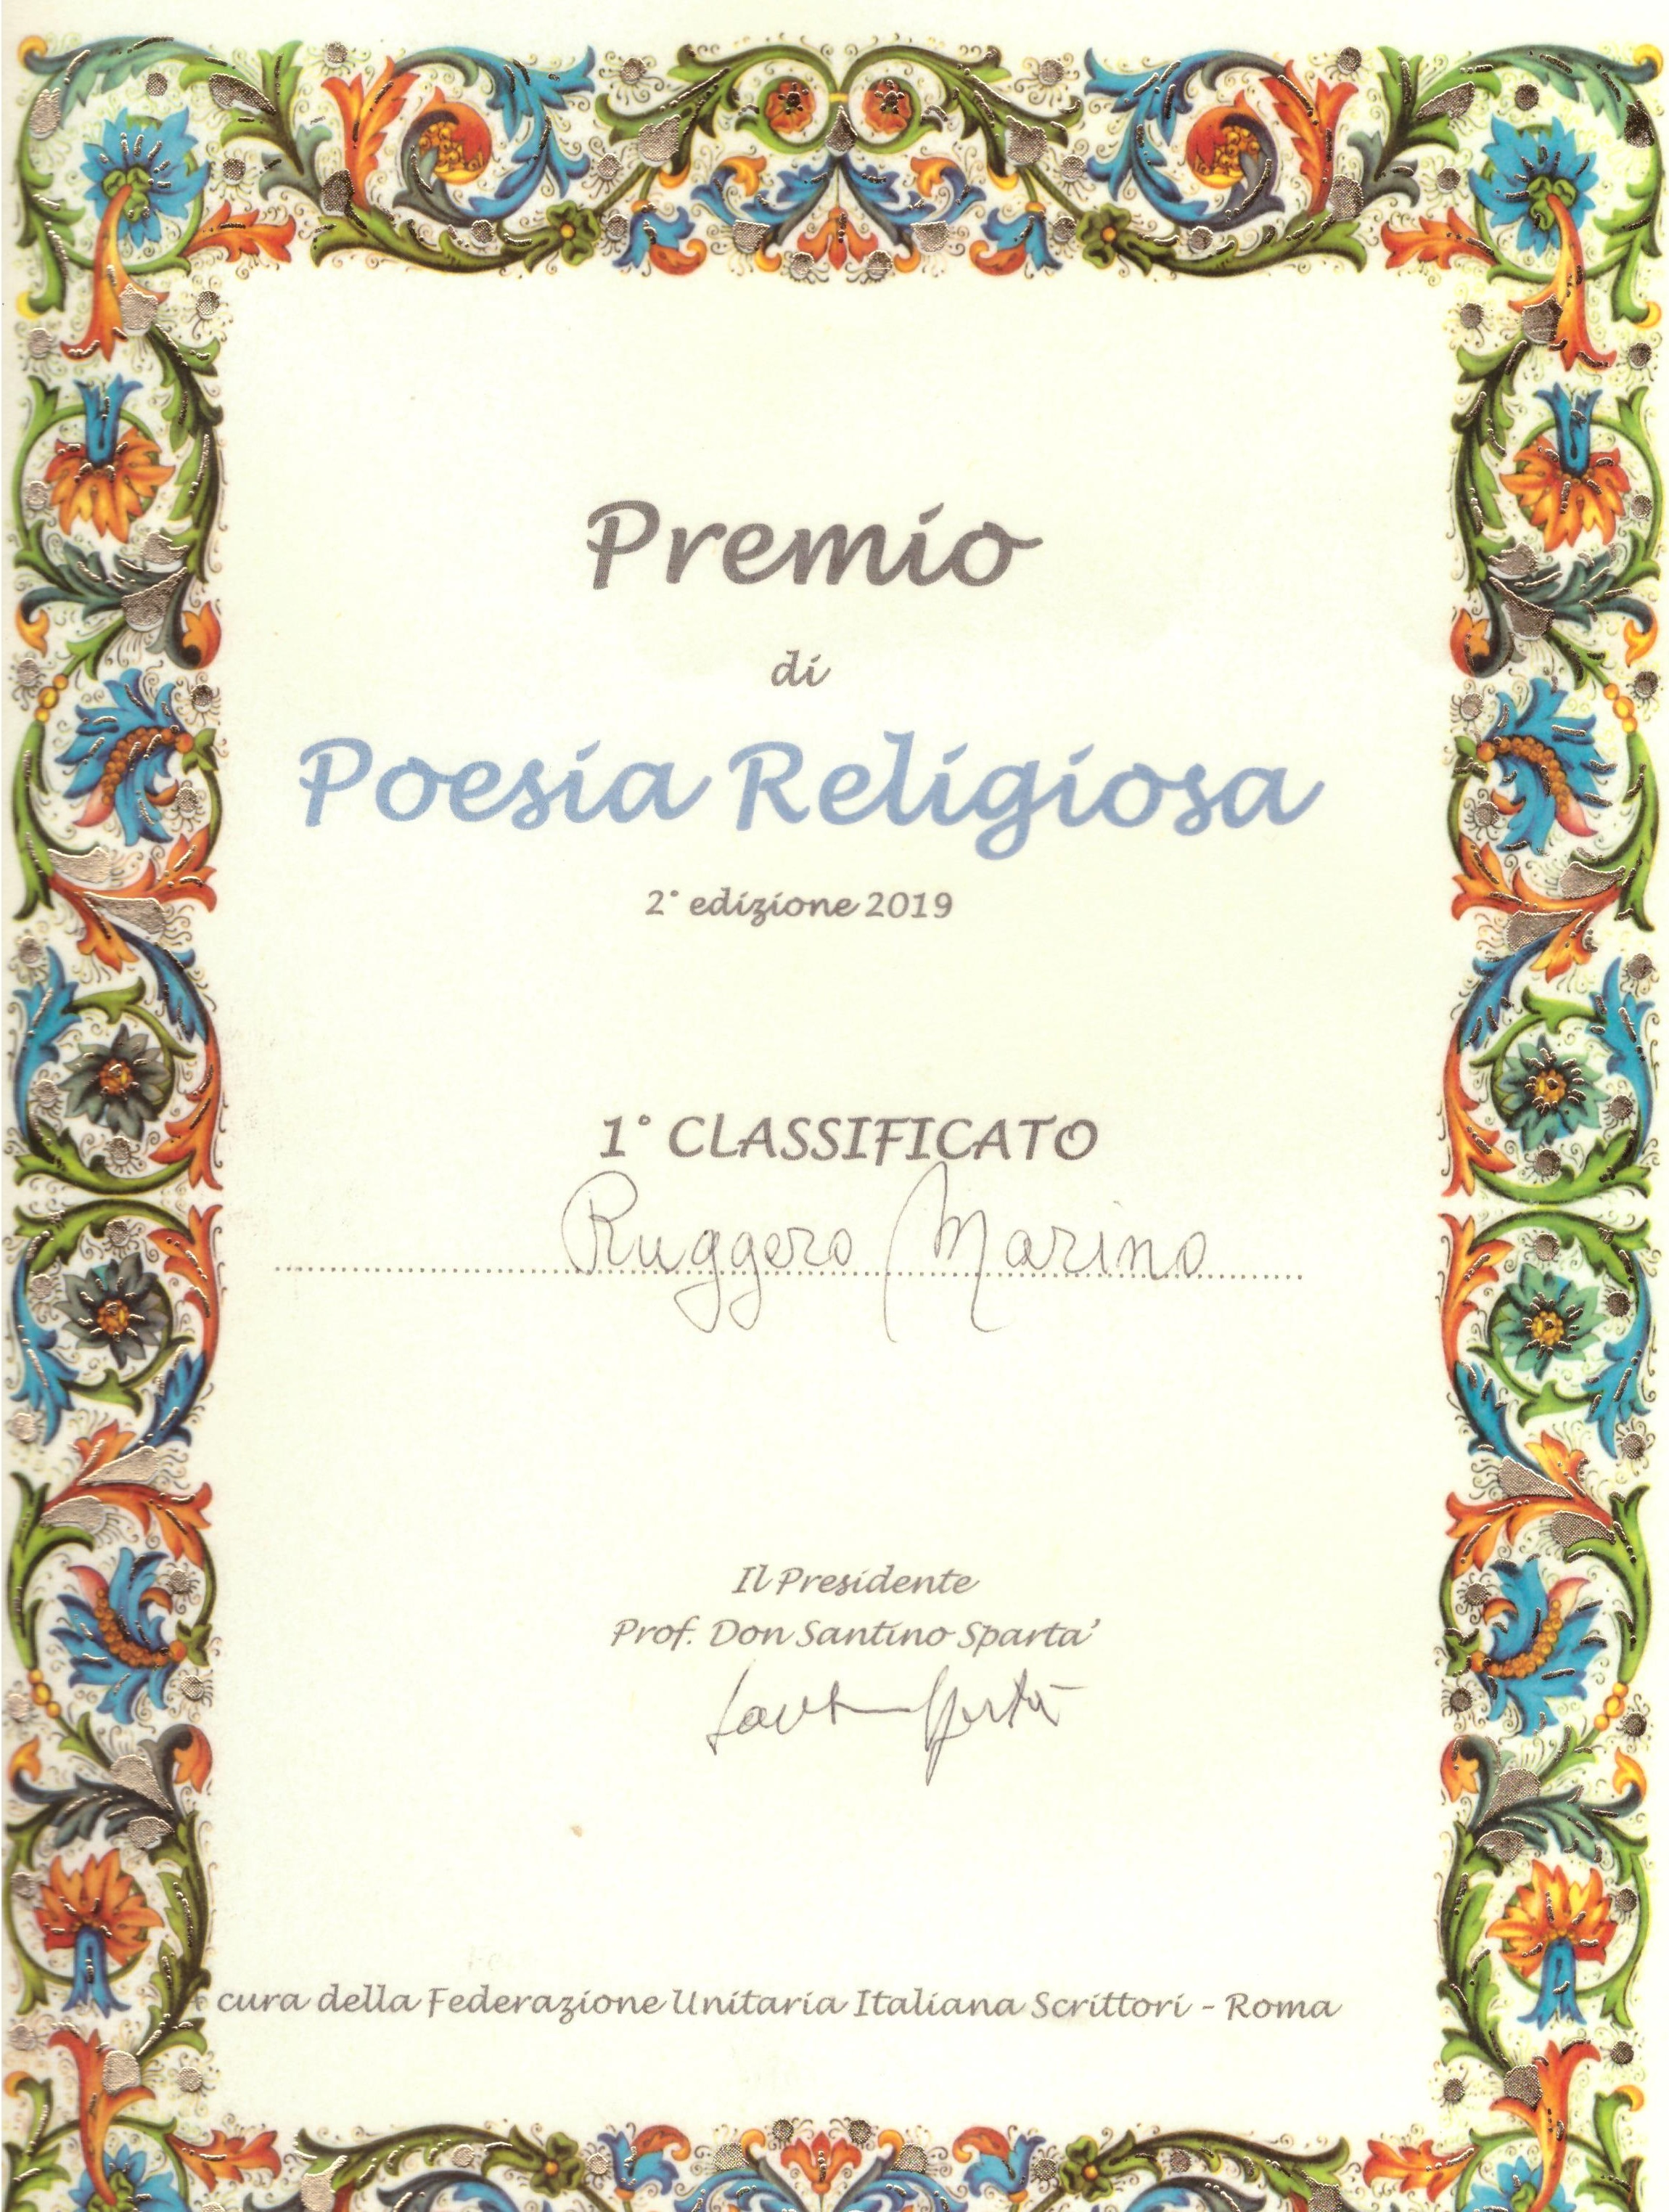 Premio
di
Poesia Religiosa
2° edizione 2019
1° CLASSIFICATO
Ruggero Marino
Il Presidente
Prof. Don Santino Sparta'
cura della Federazione Unitaria Italiana Scrittori - Roma